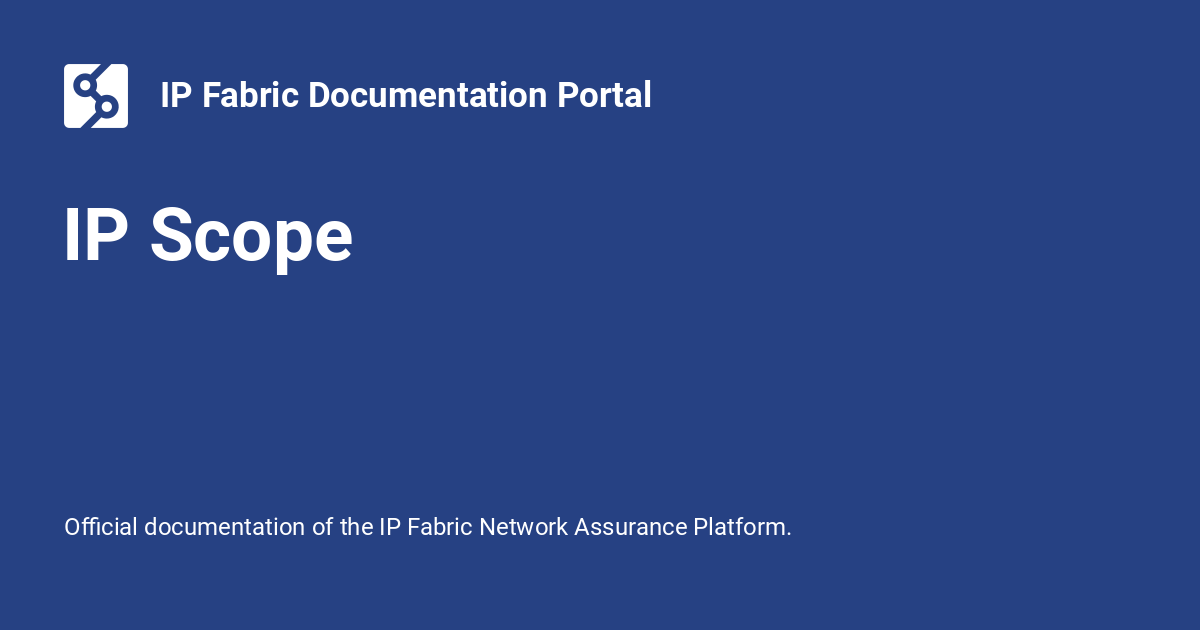 IP Fabric Documentation Portal
IP Scope
Official documentation of the IP Fabric Network Assurance Platform.